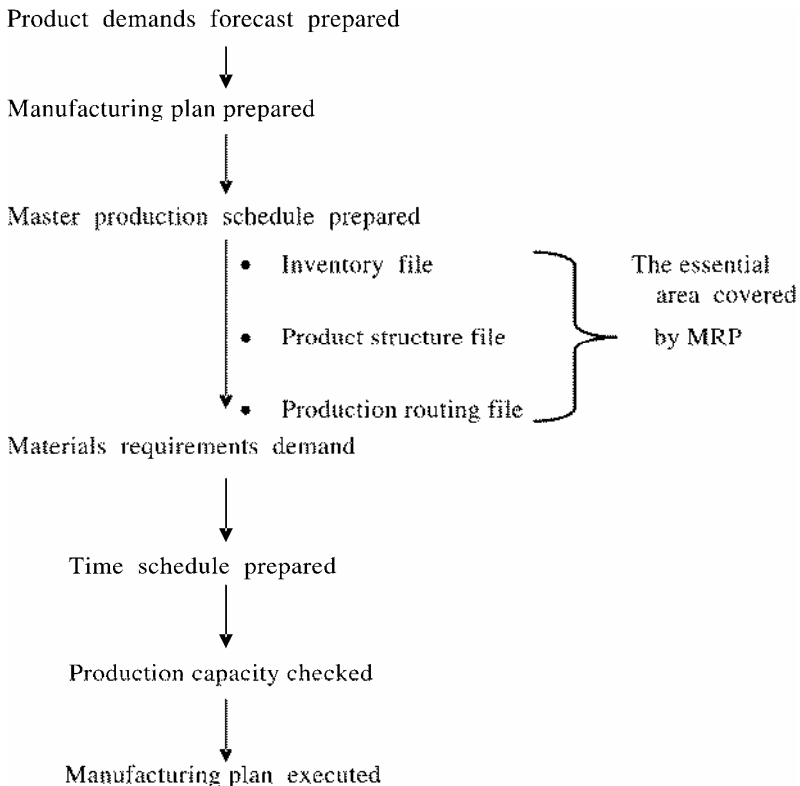 Product demands forecast prepared
Manufacturing plan prepared
Master production schedule prepared
• Inventory file
• Product structure file
• Production routing file
The essential
area covered
by MRP
Materials requirements demand
Time schedule prepared
Production capacity checked
Manufacturing plan executed